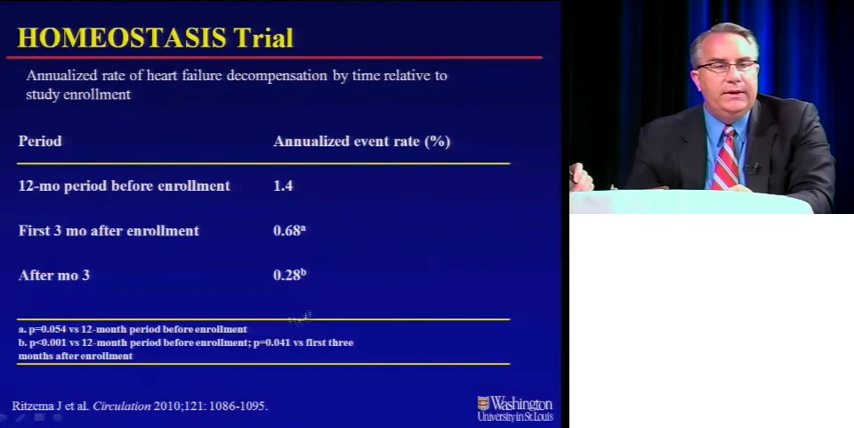 HOMEOSTASIS Trial
Annualized rate of heart failure decompensation by time relative to
study enrollment
Period Annualized event rate (%)
12-mo period before enrollment 1.4
First 3 mo after enrollment 0.68a
After mo 3 0.28b
a. p=0.054 vs 12-month period before enrollment
b. p<0.001 vs 12-month period before enrollment; p=0.041 vs first three
months after enrollment
Ritzema J et al. Circulation 2010;121: 1086-1095.
Washington
University in St. Louis